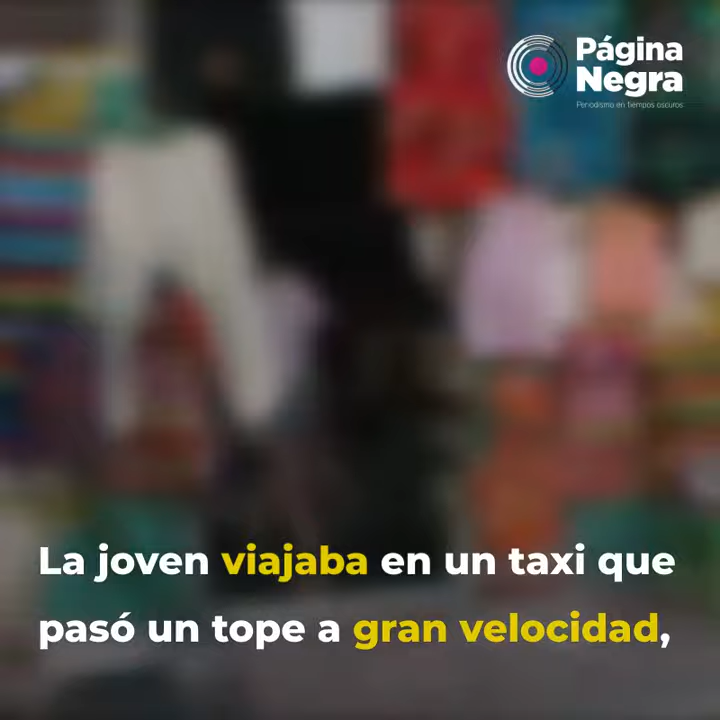 Página
Negra
Periodismo en tiempos oscuros
La joven viajaba en un taxi que
pasó un tope a gran velocidad,